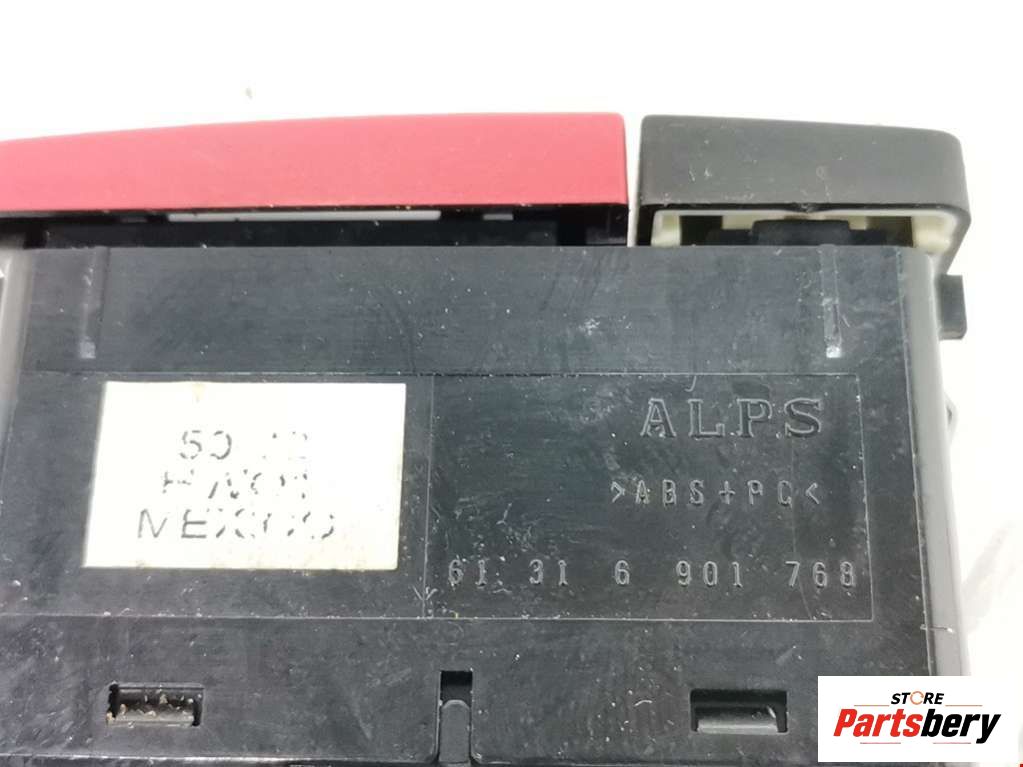 ALPS
>ABS+PC<
MEXICO
61 31 6 901 768
STORE
Partsbery